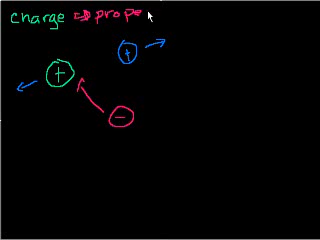 charge ⇒ prope
+
+
−